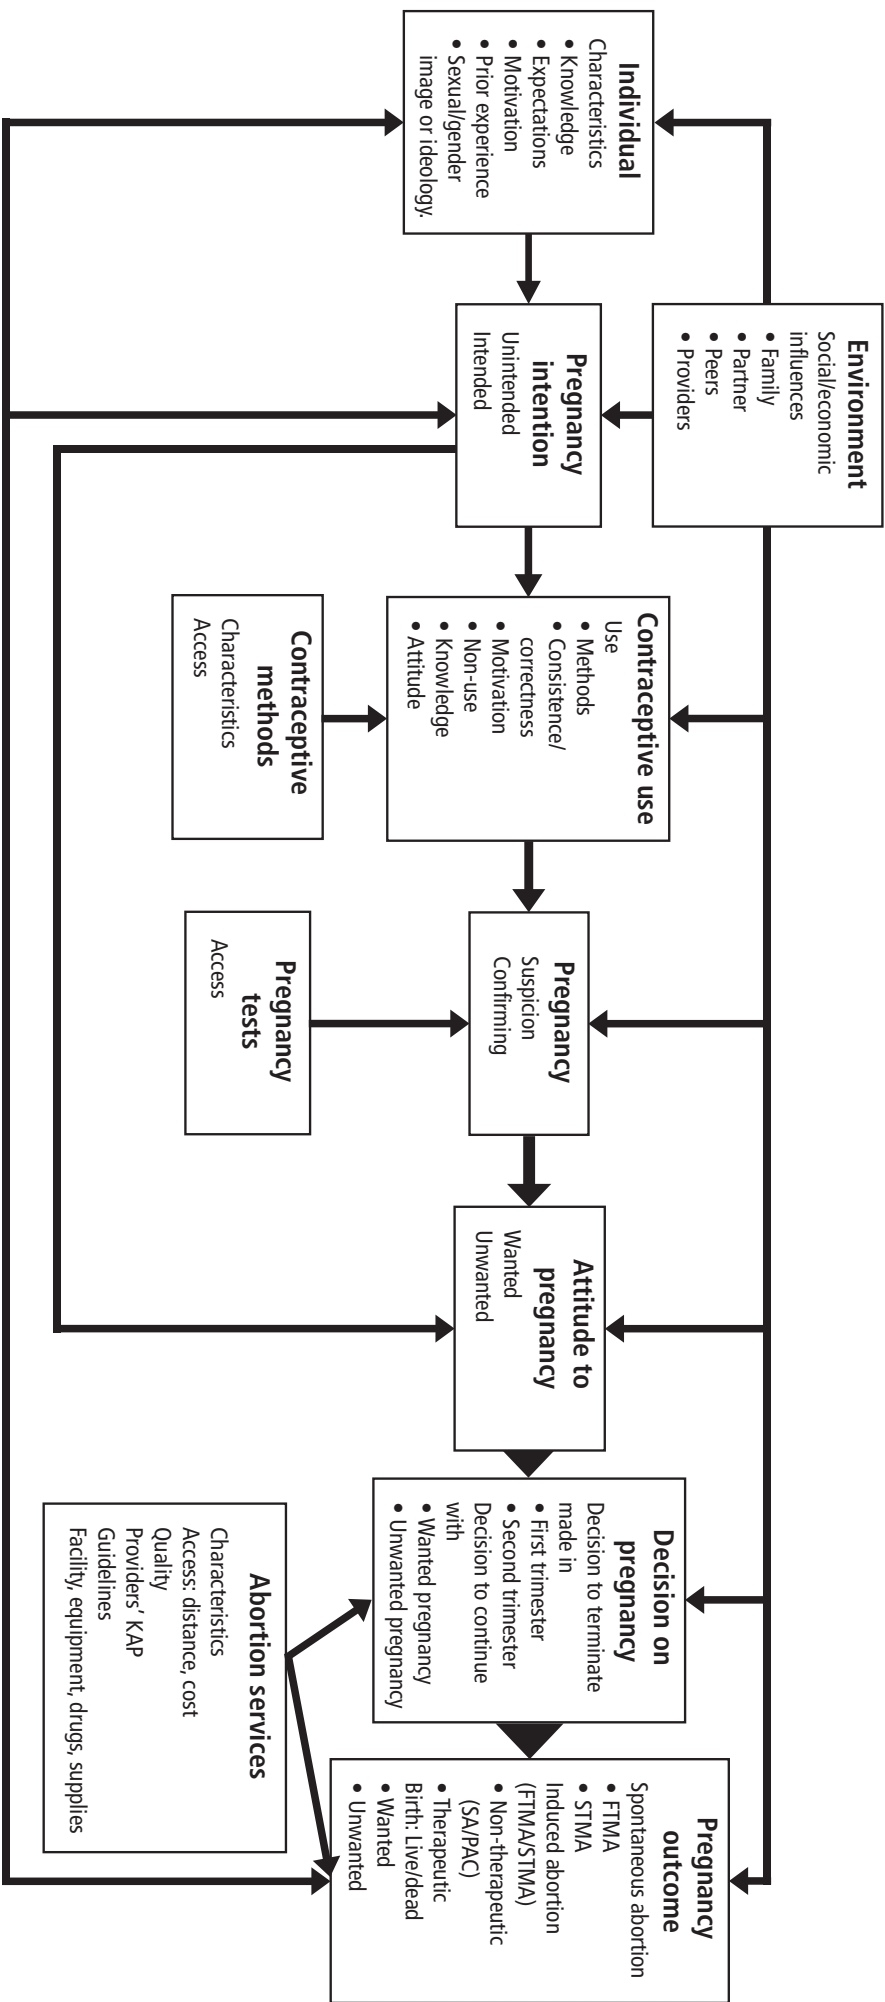 Environment
Social/economic
influences
• Family
• Partner
• Peers
• Providers
Individual
Characteristics
• Knowledge
• Expectations
• Motivation
• Prior experience
• Sexual/gender
image or ideology.
Pregnancy
intention
Unintended
Intended
Contraceptive use
Use
• Methods
• Consistence/
correctness
• Motivation
• Non-use
• Knowledge
• Attitude
Pregnancy
Suspicion
Confirming
Attitude to
pregnancy
Wanted
Unwanted
Decision on
pregnancy
Decision to terminate
made in
• First trimester
• Second trimester
Decision to continue
with
• Wanted pregnancy
• Unwanted pregnancy
Pregnancy
outcome
Spontaneous abortion
• FTMA
• STMA
Induced abortion
(FTMA/STMA)
• Non-therapeutic
(SA/PAC)
• Therapeutic
Birth: Live/dead
• Wanted
• Unwanted
Contraceptive
methods
Characteristics
Access
Pregnancy
tests
Access
Abortion services
Characteristics
Access: distance, cost
Quality
Providers' KAP
Guidelines
Facility, equipment, drugs, supplies